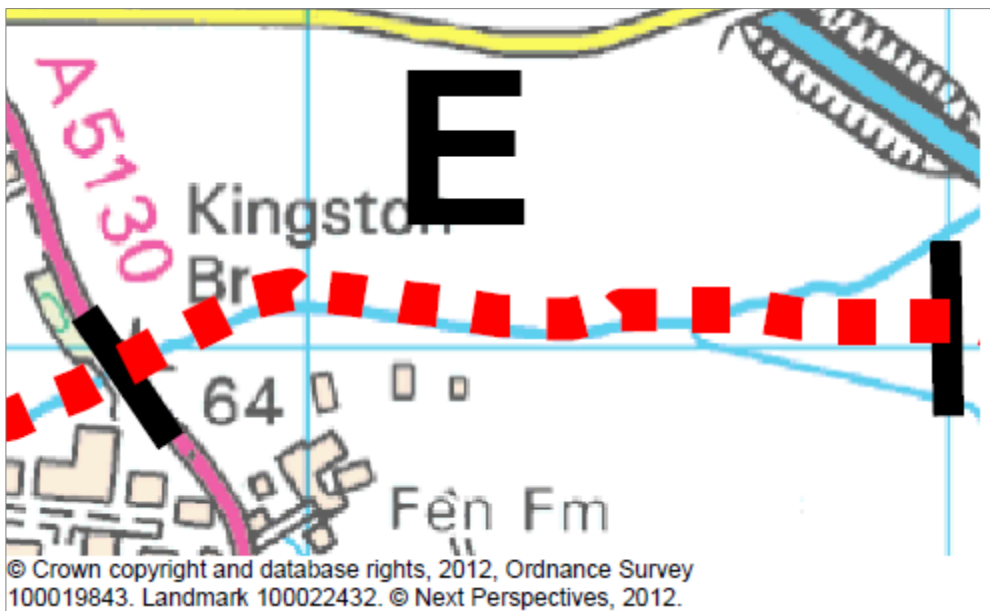 A 5130
E
Kingston
Br
64
Fen Fm
© Crown copyright and database rights, 2012, Ordnance Survey
100019843. Landmark 100022432. © Next Perspectives, 2012.